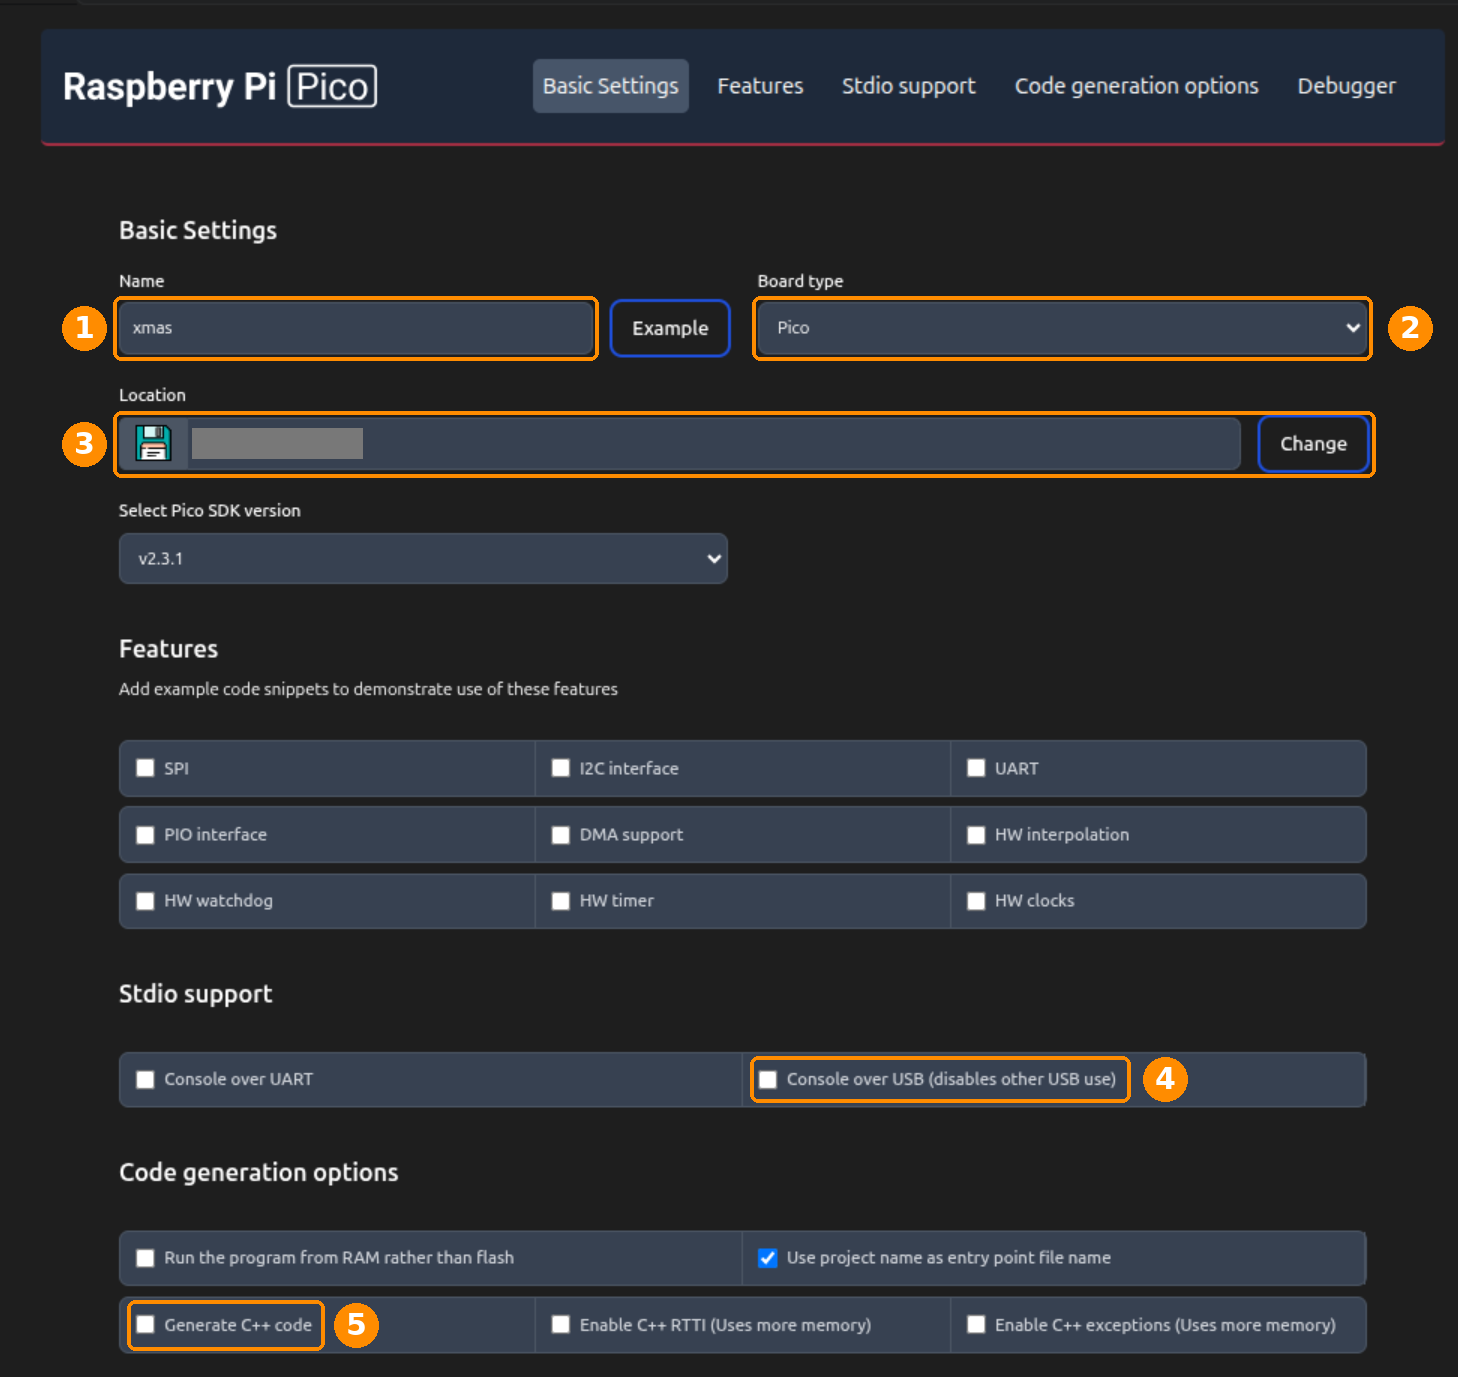 Raspberry Pi Pico
Basic Settings Features Stdio support Code generation options Debugger
Basic Settings
Name Board type
1 xmas Example Pico 2
Location
3 Change
Select Pico SDK version
v2.3.1
Features
Add example code snippets to demonstrate use of these features
SPI I2C interface UART
PIO interface DMA support HW interpolation
HW watchdog HW timer HW clocks
Stdio support
Console over UART Console over USB (disables other USB use) 4
Code generation options
Run the program from RAM rather than flash Use project name as entry point file name
Generate C++ code 5 Enable C++ RTTI (Uses more memory) Enable C++ exceptions (Uses more memory)